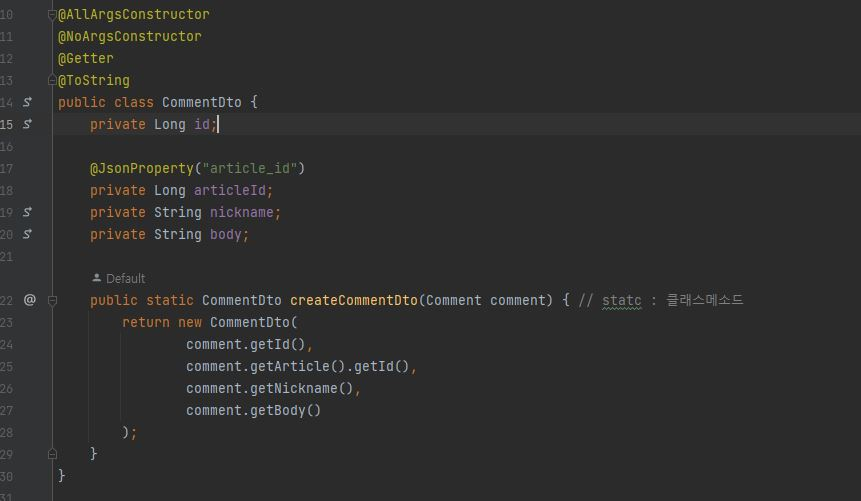 10 @AllArgsConstructor
11 @NoArgsConstructor
12 @Getter
13 @ToString
14 public class CommentDto {
15     private Long id;
16
17     @JsonProperty("article_id")
18     private Long articleId;
19     private String nickname;
20     private String body;
21
Default
22 @ public static CommentDto createCommentDto(Comment comment) { // statc : 클래스메소드
23         return new CommentDto(
24                 comment.getId(),
25                 comment.getArticle().getId(),
26                 comment.getNickname(),
27                 comment.getBody()
28         );
29     }
30 }
31